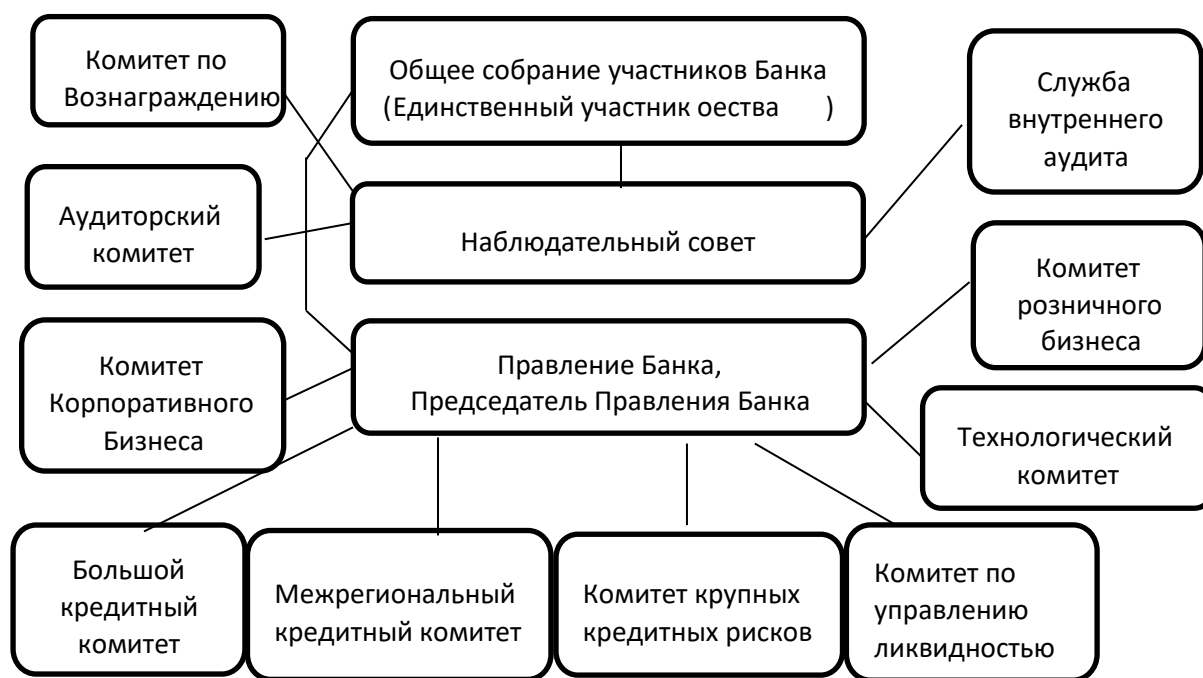 Комитет по
Вознаграждению
Общее собрание участников Банка
(Единственный участник оества )
Служба
внутреннего
аудита
Аудиторский
комитет
Наблюдательный совет
Комитет
розничного
бизнеса
Комитет
Корпоративного
Бизнеса
Правление Банка,
Председатель Правления Банка
Технологический
комитет
Большой
кредитный
комитет
Межрегиональный
кредитный комитет
Комитет крупных
кредитных рисков
Комитет по
управлению
ликвидностью